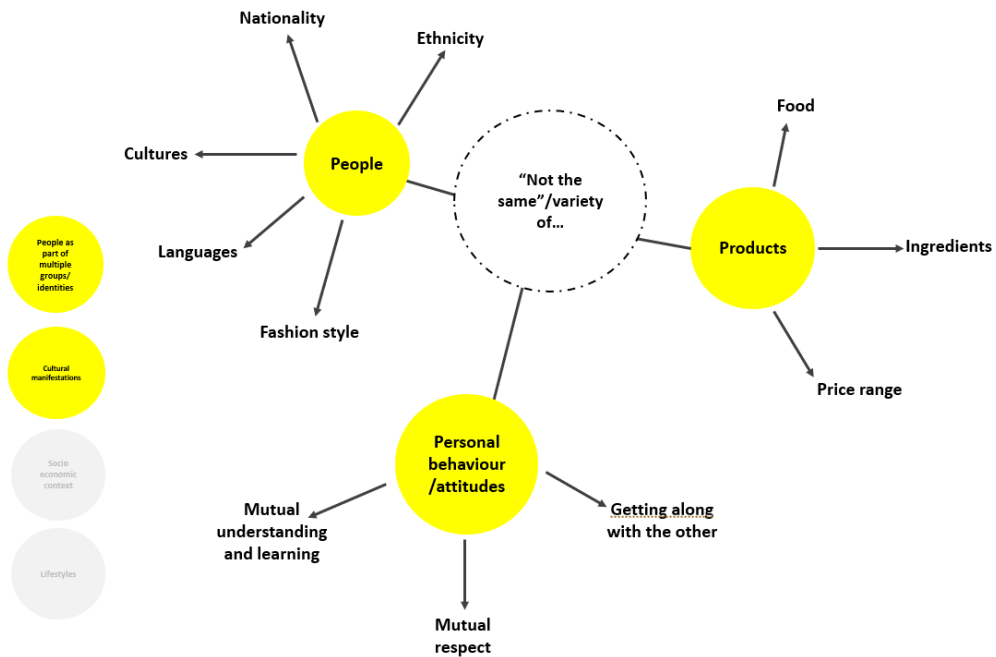 Nationality
Ethnicity
Cultures
People
Languages
Fashion style
“Not the
same”/variety
of…
Food
Products
Ingredients
Price range
People as
part of
multiple
groups/
identities
Cultural
manifestations
Socio
economic
context
Lifestyles
Personal
behaviour
/attitudes
Mutual
understanding
and learning
Mutual
respect
Getting along
with the other